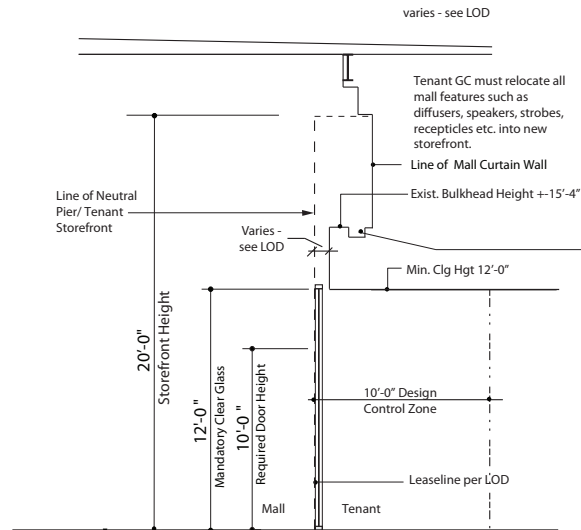 varies - see LOD
Tenant GC must relocate all
mall features such as
diffusers, speakers, strobes,
recepticles etc. into new
storefront.
Line of Mall Curtain Wall
Line of Neutral
Pier/ Tenant
Storefront
Exist. Bulkhead Height +-15’-4”
Varies -
see LOD
Min. Clg Hgt 12’-0”
20’-0"
Storefront Height
12’-0"
Mandatory Clear Glass
10’-0"
Required Door Height
10’-0” Design
Control Zone
Leaseline per LOD
Mall
Tenant